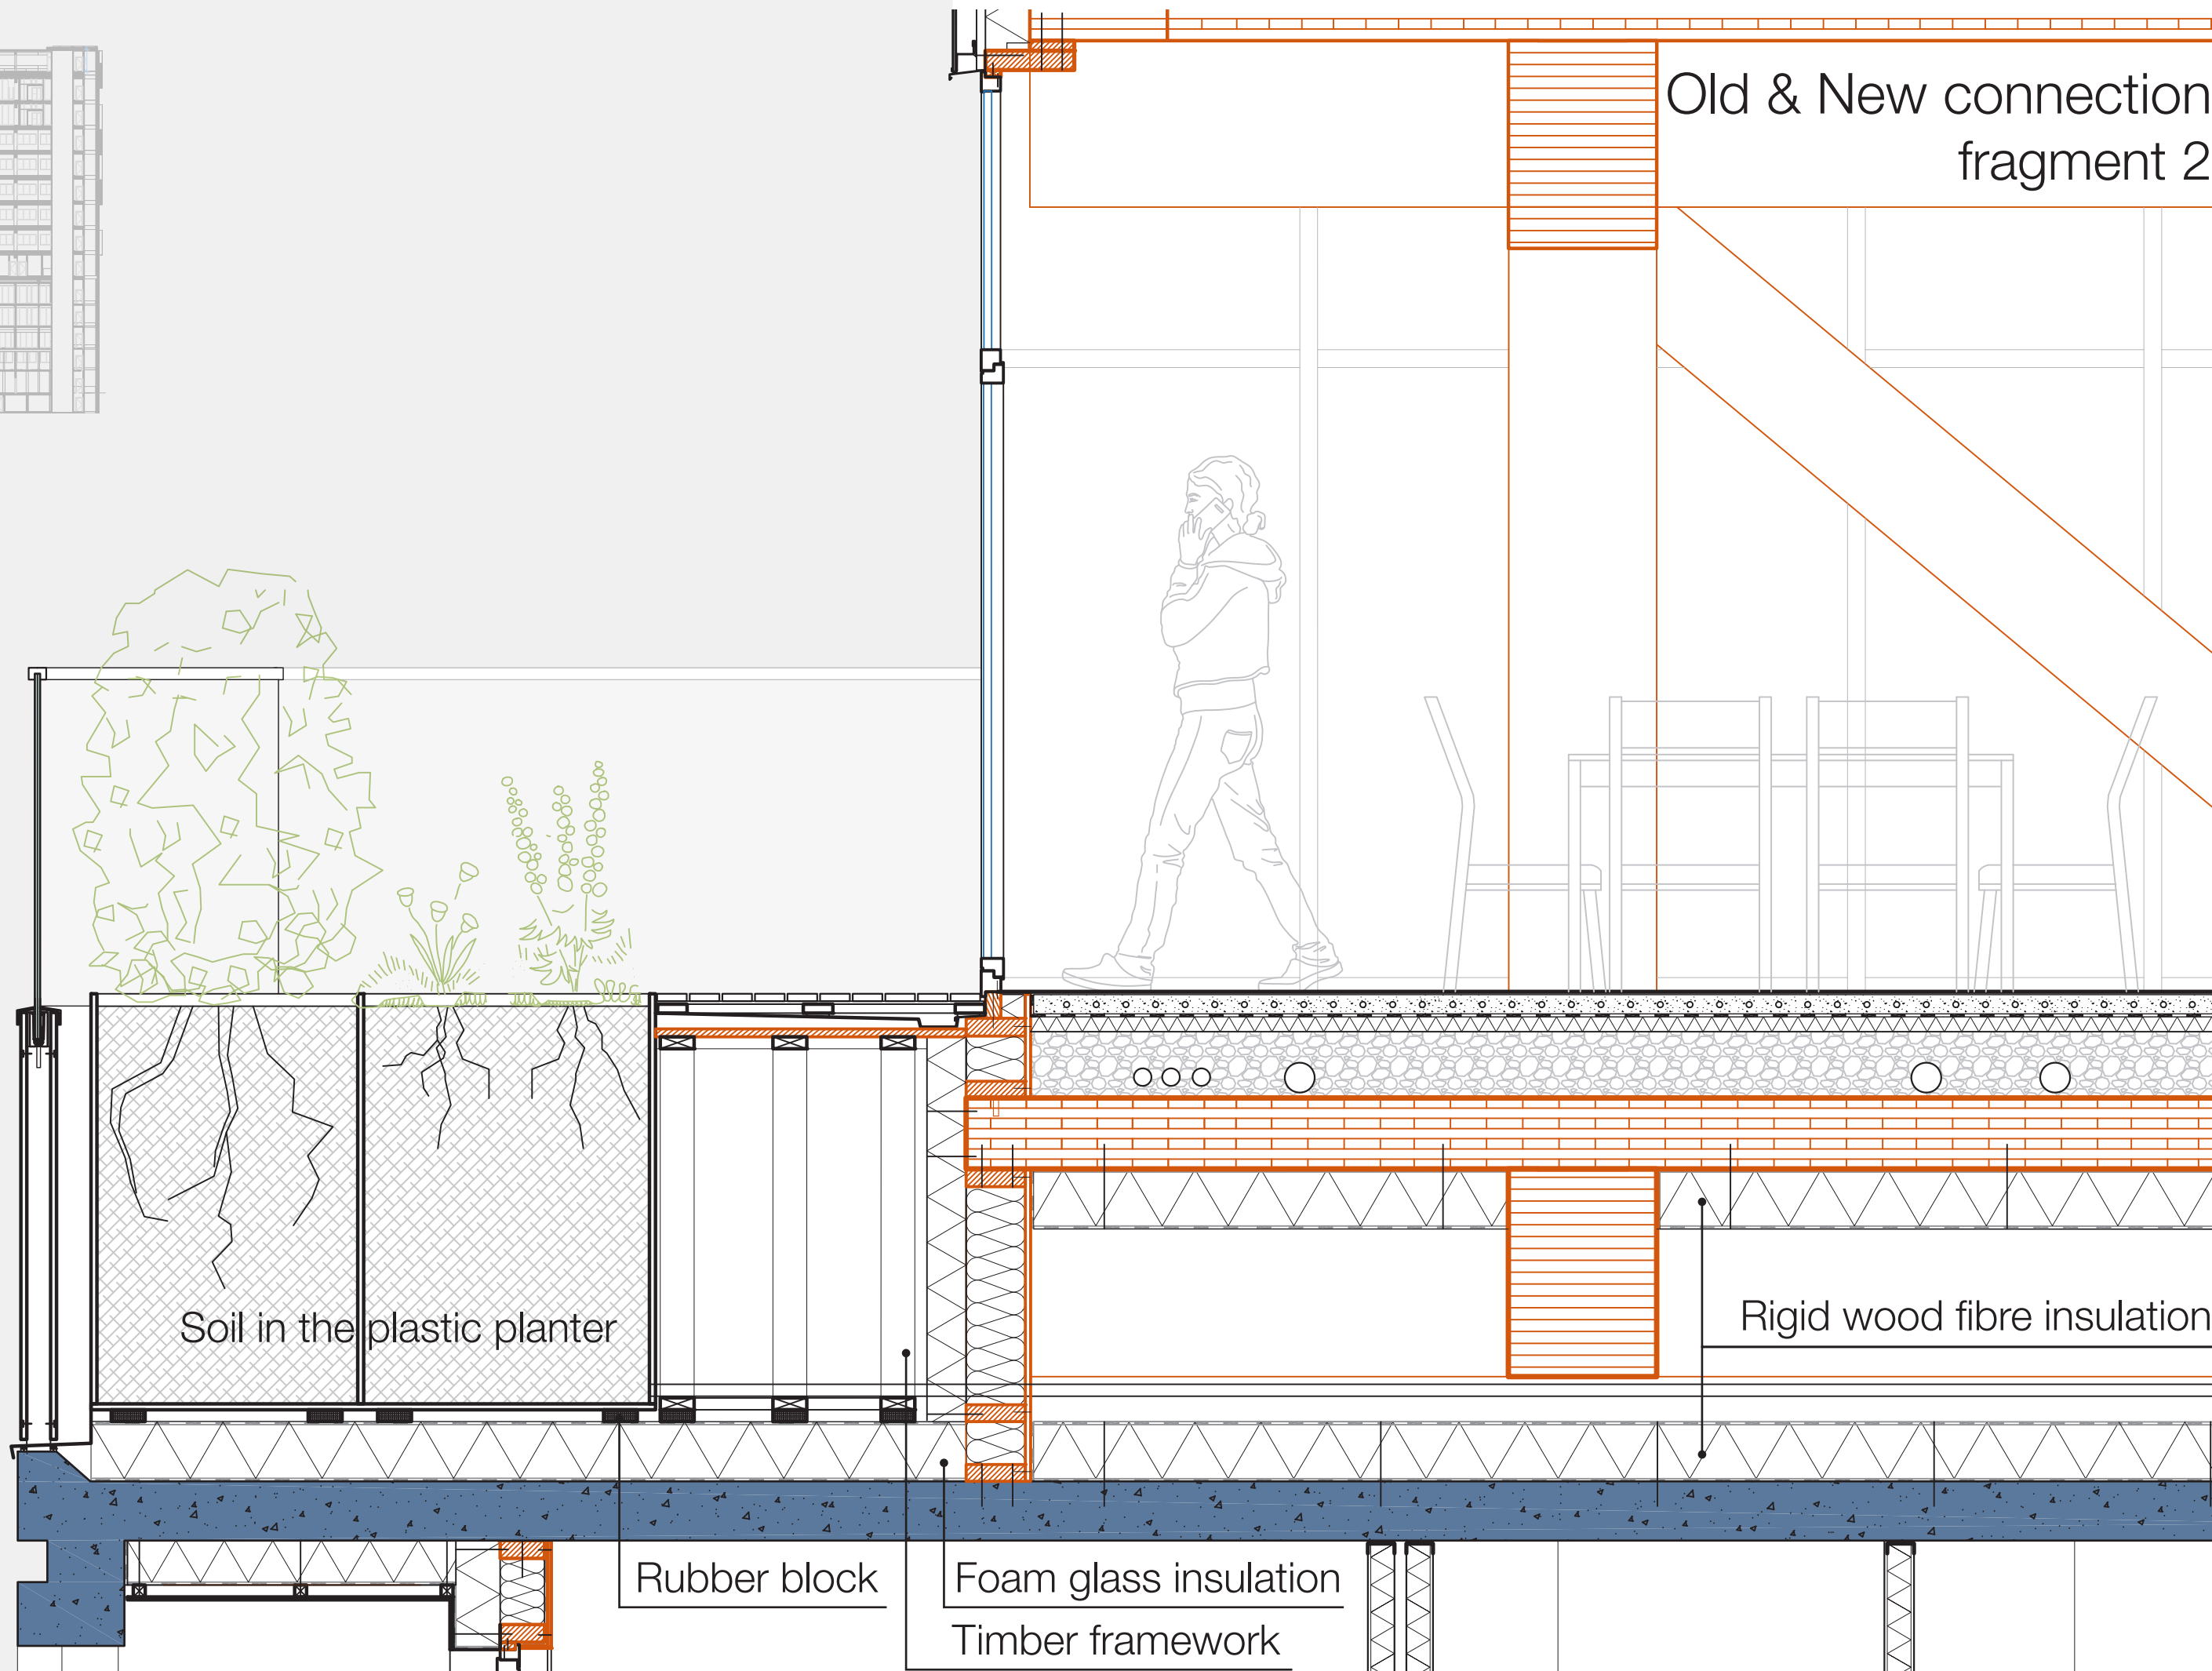 Old & New connection
fragment 2
Soil in the plastic planter
Rigid wood fibre insulation
Rubber block
Foam glass insulation
Timber framework